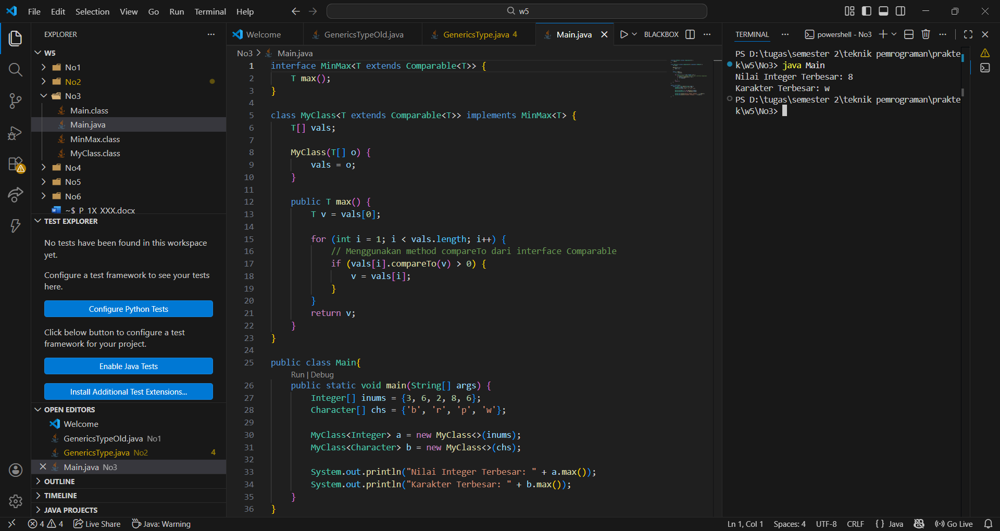 File Edit Selection View Go Run Terminal Help
w5
EXPLORER
W5
No1
No2
No3
Main.class
Main.java
MinMax.class
MyClass.class
No4
No5
No6
~$ P 1X XXX.docx
TEST EXPLORER
No tests have been found in this workspace
yet.
Configure a test framework to see your tests
here.
Configure Python Tests
Click below button to configure a test
framework for your project.
Enable Java Tests
Install Additional Test Extensions...
OPEN EDITORS
Welcome
GenericsTypeOld.java No1
GenericsType.java No2 4
Main.java No3
OUTLINE
TIMELINE
JAVA PROJECTS
Welcome GenericsTypeOld.java GenericsType.java 4 Main.java BLACKBOX
No3 > Main.java
1 interface MinMax<T extends Comparable<T>> {
2 T max();
3 }
4
5 class MyClass<T extends Comparable<T>> implements MinMax<T> {
6 T[] vals;
7
8 MyClass(T[] o) {
9 vals = o;
10 }
11
12 public T max() {
13 T v = vals[0];
14
15 for (int i = 1; i < vals.length; i++) {
16 // Menggunakan method compareTo dari interface Comparable
17 if (vals[i].compareTo(v) > 0) {
18 v = vals[i];
19 }
20 }
21 return v;
22 }
23 }
24
25 public class Main{
Run | Debug
26 public static void main(String[] args) {
27 Integer[] inums = {3, 6, 2, 8, 6};
28 Character[] chs = {'b', 'r', 'p', 'w'};
29
30 MyClass<Integer> a = new MyClass<>(inums);
31 MyClass<Character> b = new MyClass<>(chs);
32
33 System.out.println("Nilai Integer Terbesar: " + a.max());
34 System.out.println("Karakter Terbesar: " + b.max());
35 }
36 }
TERMINAL powershell - No3
PS D:\tugas\semester 2\teknik pemrograman\prakte
k\w5\No3> java Main
Nilai Integer Terbesar: 8
Karakter Terbesar: w
PS D:\tugas\semester 2\teknik pemrograman\prakte
k\w5\No3>
4 4 Live Share Java: Warning
Ln 1, Col 1 Spaces: 4 UTF-8 CRLF {} Java Go Live